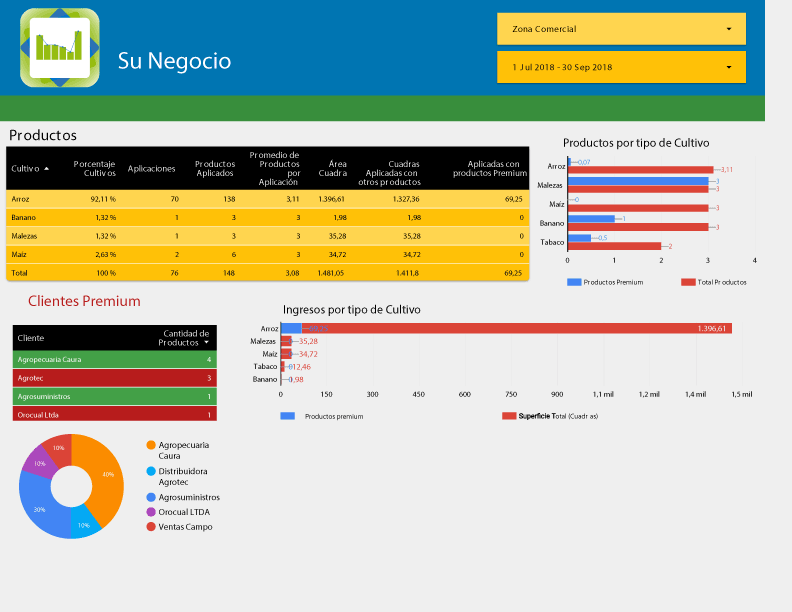 Su Negocio
Zona Comercial
1 Jul 2018 - 30 Sep 2018
Productos
Cultivo Porcentaje Cultivos Aplicaciones Productos Aplicados Promedio de Productos por Aplicación Área Cuadra Cuadras Aplicadas con otros productos Aplicadas con productos Premium
Arroz 92,11 % 70 138 3,11 1.396,61 1.327,36 69,25
Banano 1,32 % 1 3 3 1,98 1,98 0
Malezas 1,32 % 1 3 3 35,28 35,28 0
Maíz 2,63 % 2 6 3 34,72 34,72 0
Total 100 % 76 148 3,08 1.481,05 1.411,8 69,25
Productos por tipo de Cultivo
Arroz 0,07 3,11
Malezas 3 3
Maíz 0 3
Banano 1 3
Tabaco 0,5 2
0 1 2 3 4
Productos Premium Total Productos
Clientes Premium
Cliente Cantidad de Productos
Agropecuaria Caura 4
Agrotec 3
Agrosuministros 1
Orocual Ltda 1
Ingresos por tipo de Cultivo
Arroz 1.396,61
Malezas 35,28
Maíz 34,72
Tabaco 12,46
Banano 1,98
0 150 300 450 600 750 900 1,1 mil 1,2 mil 1,4 mil 1,5 mil
Productos premium Superficie Total (Cuadras)
10% 40% 10% 30% 10%
Agropecuaria
Caura
Distribuidora
Agrotec
Agrosuministros
Orocual LTDA
Ventas Campo